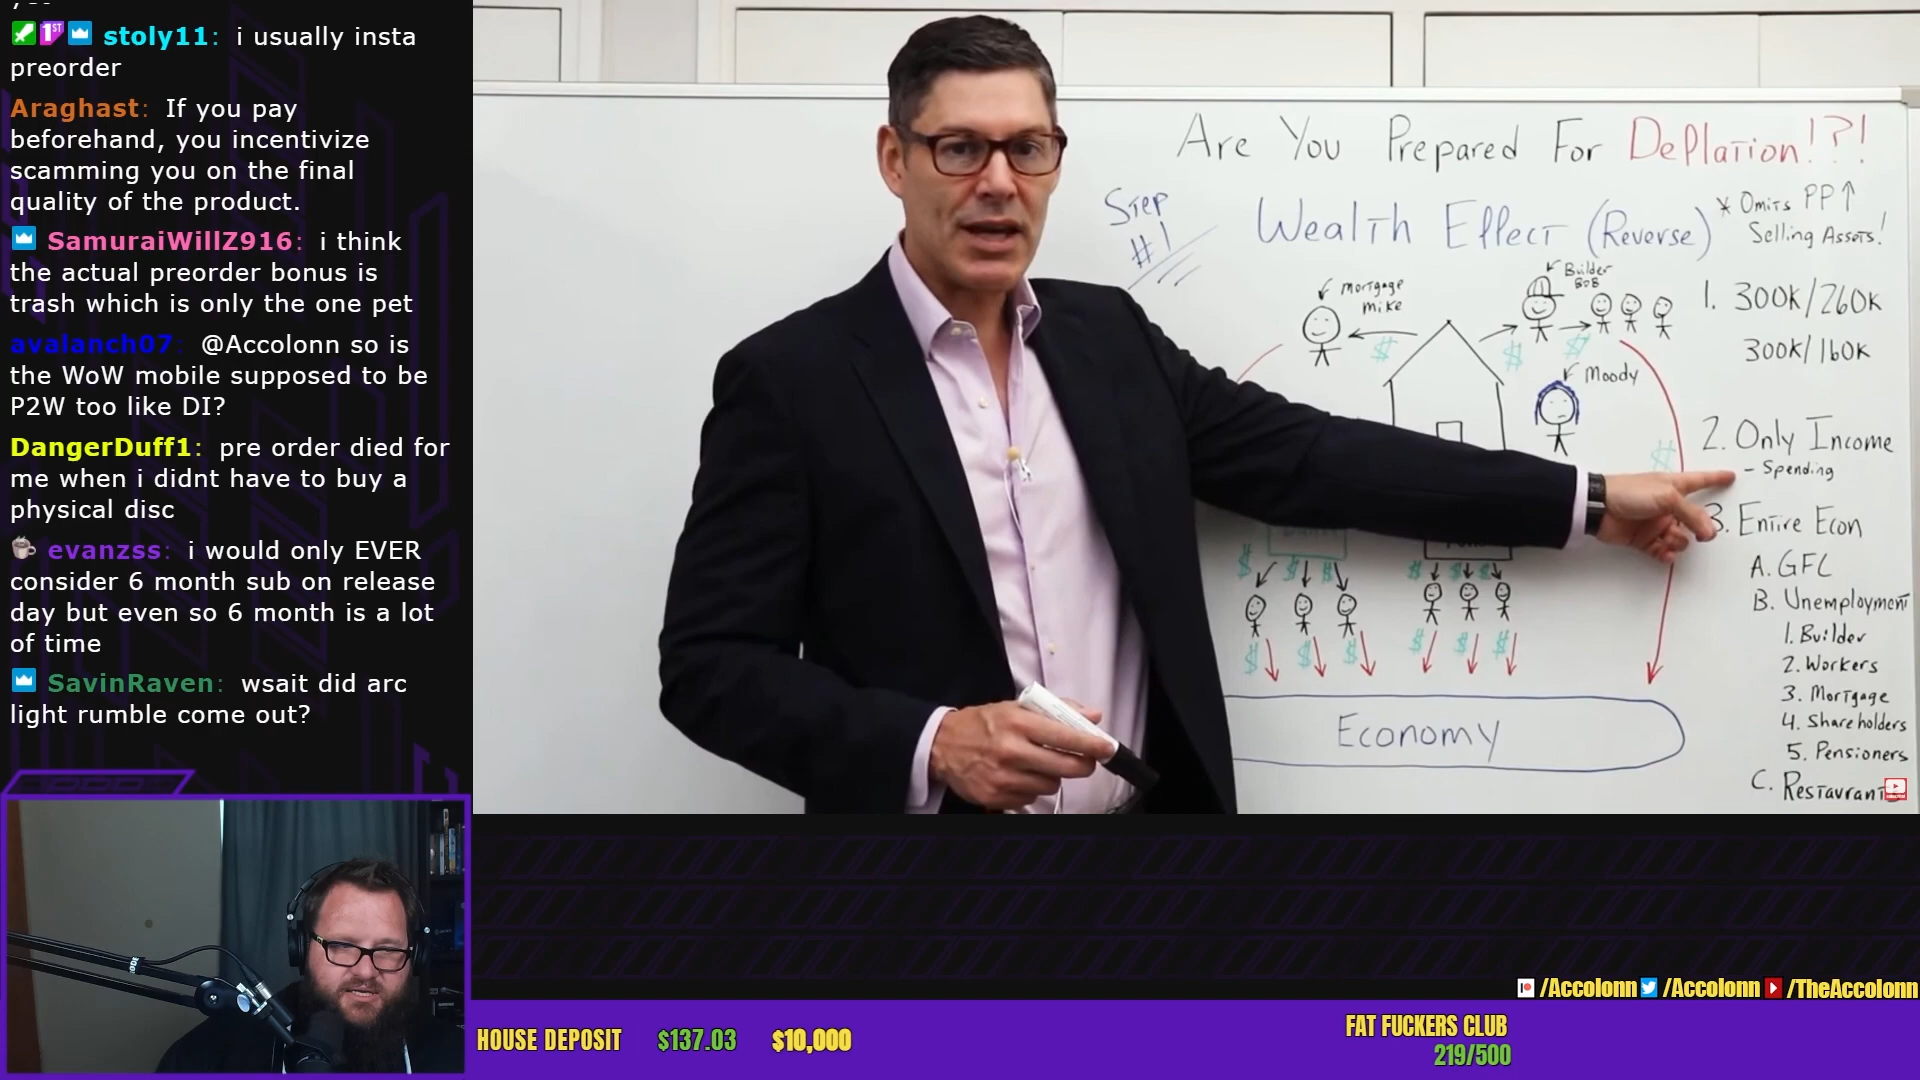 stoly11: i usually insta
preorder
Araghast: If you pay
beforehand, you incentivize
scamming you on the final
quality of the product.
SamuraiWillZ916: i think
the actual preorder bonus is
trash which is only the one pet
avalanch07: @Accolonn so is
the WoW mobile supposed to be
P2W too like DI?
DangerDuff1: pre order died for
me when i didnt have to buy a
physical disc
evanzss: i would only EVER
consider 6 month sub on release
day but even so 6 month is a lot
of time
SavinRaven: wsait did arc
light rumble come out?
Are You Prepared For Deflation!?!
Step
#1
Wealth Effect (Reverse)
* Omits PP↑
Selling Assets!
Mortgage
Mike
Builder
Bob
Moody
1. 300K/260K
300K/160K
2. Only Income
- Spending
3. Entire Econ
A. GFC
B. Unemployment
1. Builder
2. Workers
3. Mortgage
4. Shareholders
5. Pensioners
C. Restaurant
Economy
/Accolonn /Accolonn /TheAccolonn
HOUSE DEPOSIT $137.03 $10,000
FAT FUCKERS CLUB
219/500